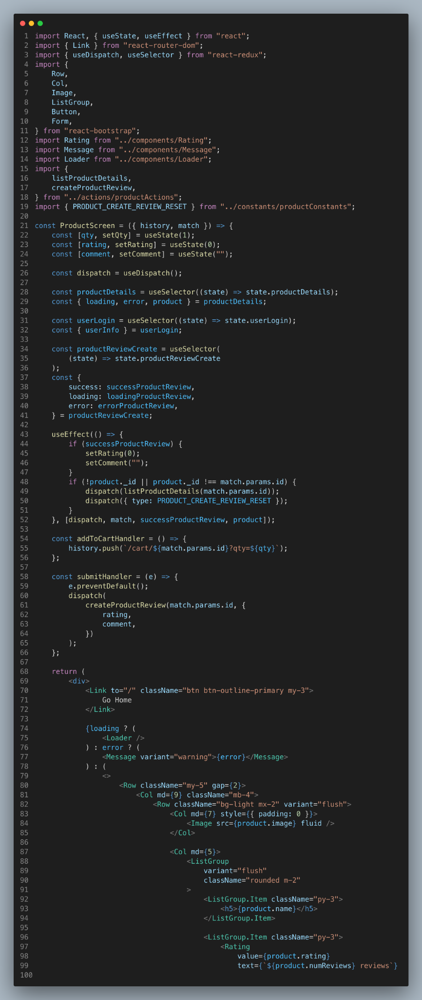 1 import React, { useState, useEffect } from "react";
2 import { Link } from "react-router-dom";
3 import { useDispatch, useSelector } from "react-redux";
4 import {
5     Row,
6     Col,
7     Image,
8     ListGroup,
9     Button,
10     Form,
11 } from "react-bootstrap";
12 import Rating from "../components/Rating";
13 import Message from "../components/Message";
14 import Loader from "../components/Loader";
15 import {
16     listProductDetails,
17     createProductReview,
18 } from "../actions/productActions";
19 import { PRODUCT_CREATE_REVIEW_RESET } from "../constants/productConstants";
20
21 const ProductScreen = ({ history, match }) => {
22     const [qty, setQty] = useState(1);
23     const [rating, setRating] = useState(0);
24     const [comment, setComment] = useState("");
25
26     const dispatch = useDispatch();
27
28     const productDetails = useSelector((state) => state.productDetails);
29     const { loading, error, product } = productDetails;
30
31     const userLogin = useSelector((state) => state.userLogin);
32     const { userInfo } = userLogin;
33
34     const productReviewCreate = useSelector(
35         (state) => state.productReviewCreate
36     );
37     const {
38         success: successProductReview,
39         loading: loadingProductReview,
40         error: errorProductReview,
41     } = productReviewCreate;
42
43     useEffect(() => {
44         if (successProductReview) {
45             setRating(0);
46             setComment("");
47         }
48         if (!product._id || product._id !== match.params.id) {
49             dispatch(listProductDetails(match.params.id));
50             dispatch({ type: PRODUCT_CREATE_REVIEW_RESET });
51         }
52     }, [dispatch, match, successProductReview, product]);
53
54     const addToCartHandler = () => {
55         history.push(`/cart/${match.params.id}?qty=${qty}`);
56     };
57
58     const submitHandler = (e) => {
59         e.preventDefault();
60         dispatch(
61             createProductReview(match.params.id, {
62                 rating,
63                 comment,
64             })
65         );
66     };
67
68     return (
69         <div>
70             <Link to="/" className="btn btn-outline-primary my-3">
71                 Go Home
72             </Link>
73
74             {loading ? (
75                 <Loader />
76             ) : error ? (
77                 <Message variant="warning">{error}</Message>
78             ) : (
79                 <>
80                     <Row className="my-5" gap={2}>
81                         <Col md={9} className="mb-4">
82                             <Row className="bg-light mx-2" variant="flush">
83                                 <Col md={7} style={{ padding: 0 }}>
84                                     <Image src={product.image} fluid />
85                                 </Col>
86
87                                 <Col md={5}>
88                                     <ListGroup
89                                         variant="flush"
90                                         className="rounded m-2"
91                                     >
92                                         <ListGroup.Item className="py-3">
93                                             <h5>{product.name}</h5>
94                                         </ListGroup.Item>
95
96                                         <ListGroup.Item className="py-3">
97                                             <Rating
98                                                 value={product.rating}
99                                                 text={`${product.numReviews} reviews`}
100